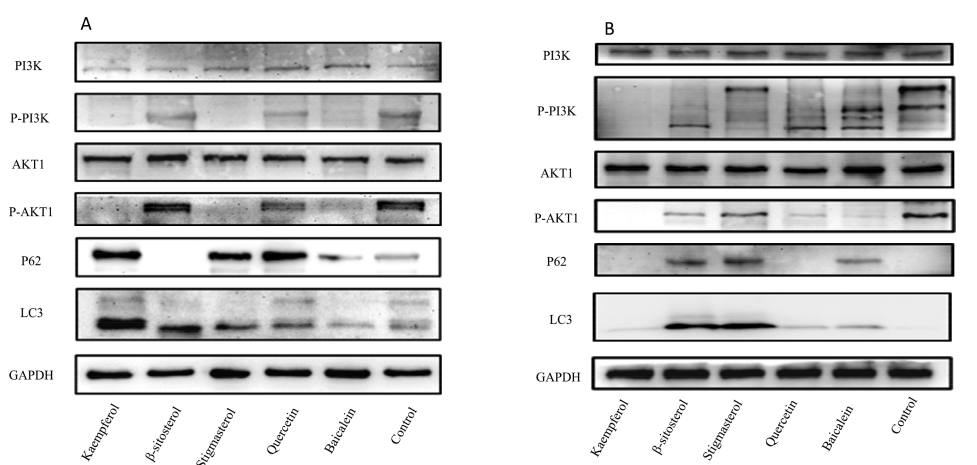 A
PI3K
P-PI3K
AKT1
P-AKT1
P62
LC3
GAPDH
Kaempferol
β-sitosterol
Stigmasterol
Quercetin
Baicalein
Control
B
PI3K
P-PI3K
AKT1
P-AKT1
P62
LC3
GAPDH
Kaempferol
β-sitosterol
Stigmasterol
Quercetin
Baicalein
Control